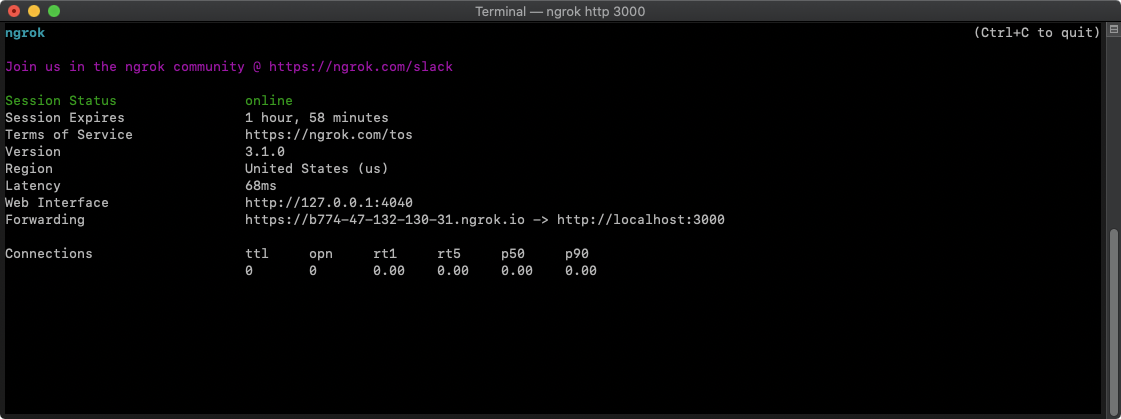 Terminal — ngrok http 3000
ngrok (Ctrl+C to quit)
Join us in the ngrok community @ https://ngrok.com/slack
Session Status online
Session Expires 1 hour, 58 minutes
Terms of Service https://ngrok.com/tos
Version 3.1.0
Region United States (us)
Latency 68ms
Web Interface http://127.0.0.1:4040
Forwarding https://b774-47-132-130-31.ngrok.io -> http://localhost:3000
Connections ttl opn rt1 rt5 p50 p90
0 0 0.00 0.00 0.00 0.00